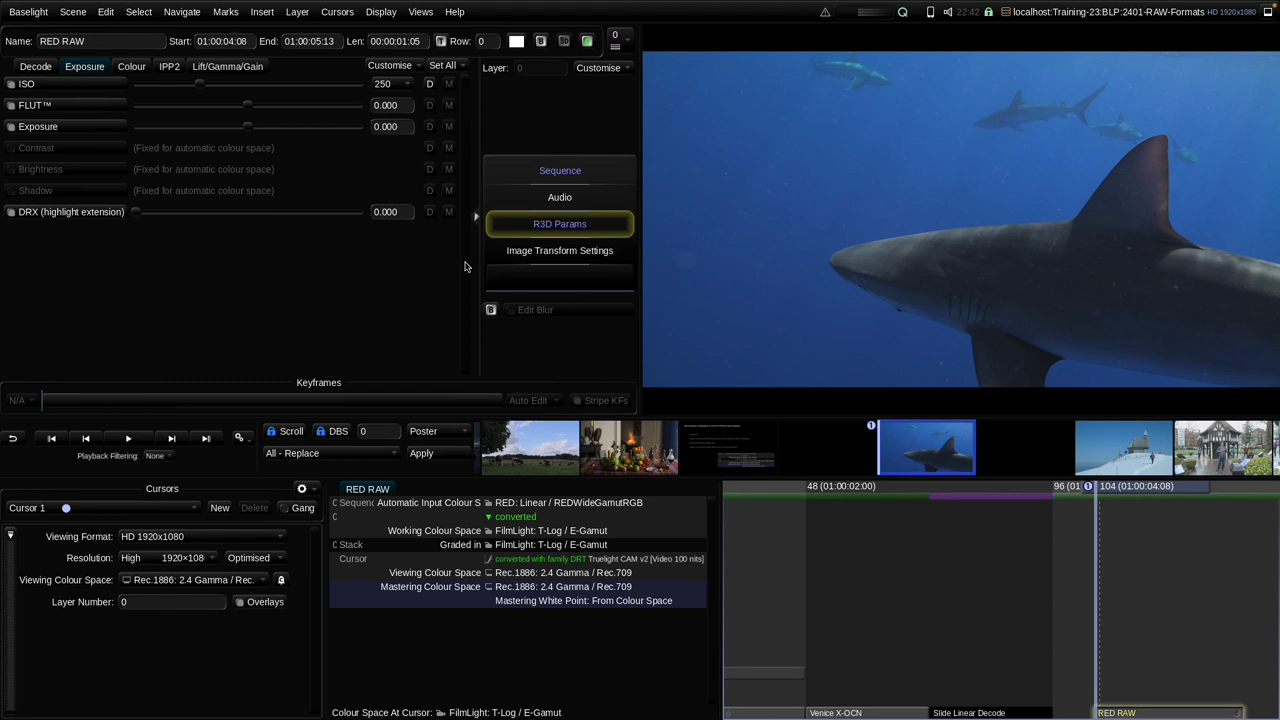 Baselight Scene Edit Select Navigate Marks Insert Layer Cursors Display Views Help 22:42 localhost:Training-23:BLP:2401-RAW-Formats HD 1920x1080
Name: RED RAW Start: 01:00:04:08 End: 01:00:05:13 Len: 00:00:01:05 T Row: 0 B 3D 0
Decode Exposure Colour IPP2 Lift/Gamma/Gain Customise Set All
Layer: 0 Customise
ISO 250 D M
FLUT™ 0.000 D M
Exposure 0.000 D M
Contrast (Fixed for automatic colour space) D M
Brightness (Fixed for automatic colour space) D M
Shadow (Fixed for automatic colour space) D M
DRX (highlight extension) 0.000 D M
Sequence
Audio
R3D Params
Image Transform Settings
B Edit Blur
Keyframes
N/A Auto Edit Stripe KFs
Scroll DBS 0 Poster
All - Replace Apply
Playback Filtering: None
1
Cursors
Cursor 1 New Delete Gang
Viewing Format: HD 1920x1080
Resolution: High 1920×108 Optimised
Viewing Colour Space: Rec.1886: 2.4 Gamma / Rec.
Layer Number: 0 Overlays
RED RAW
Automatic Input Colour S RED: Linear / REDWideGamutRGB
converted
Working Colour Space FilmLight: T-Log / E-Gamut
Stack Graded in FilmLight: T-Log / E-Gamut
Cursor converted with family DRT Truelight CAM v2 [Video 100 nits]
Viewing Colour Space Rec.1886: 2.4 Gamma / Rec.709
Mastering Colour Space Rec.1886: 2.4 Gamma / Rec.709
Mastering White Point: From Colour Space
Colour Space At Cursor: FilmLight: T-Log / E-Gamut
48 (01:00:02:00) 96 (01 1 104 (01:00:04:08)
0 Venice X-OCN Slide Linear Decode RED RAW